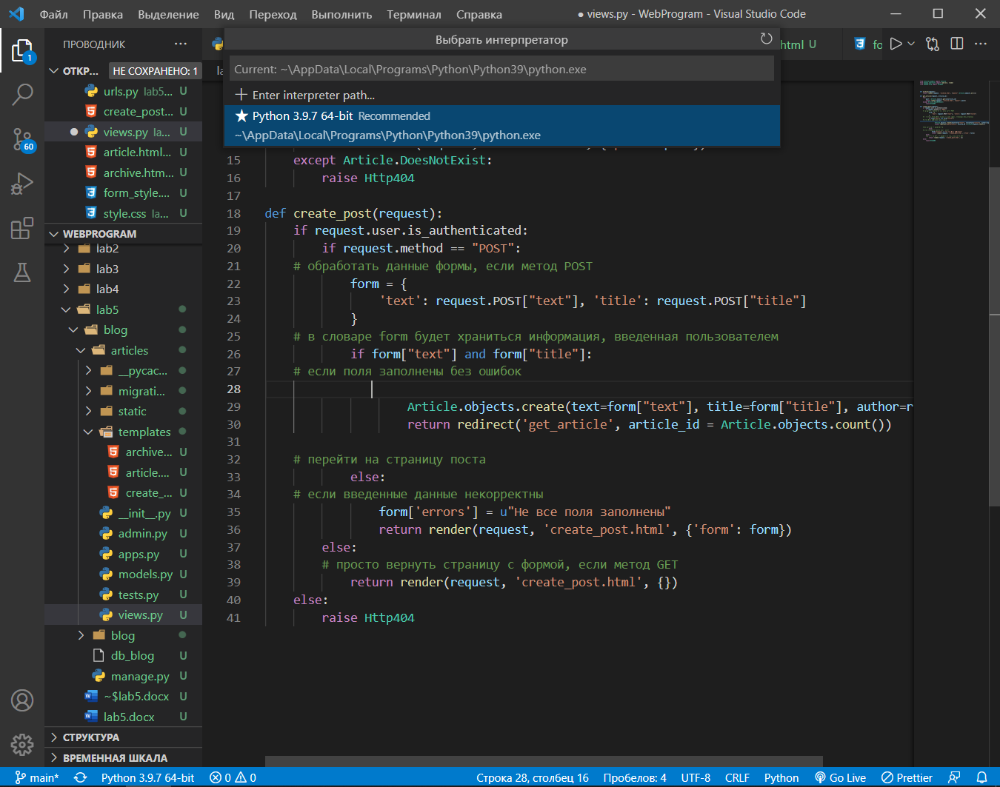 Файл Правка Выделение Вид Переход Выполнить Терминал Справка
● views.py - WebProgram - Visual Studio Code
ПРОВОДНИК ...
Выбрать интерпретатор
html U
fo
ОТКР... НЕ СОХРАНЕНО: 1
Current: ~\AppData\Local\Programs\Python\Python39\python.exe
+ Enter interpreter path...
★ Python 3.9.7 64-bit Recommended
~\AppData\Local\Programs\Python\Python39\python.exe
1
60
urls.py lab5... U
create_post... U
views.py la... U
article.html... U
archive.htm... U
form_style.... U
style.css la... U
WEBPROGRAM
lab2
lab3
lab4
lab5
blog
articles
__pycac...
migrati...
static
templates
archive... U
article.... U
create_... U
__init__.py U
admin.py U
apps.py U
models.py U
tests.py U
views.py U
blog
db_blog U
manage.py U
~$lab5.docx U
lab5.docx U
СТРУКТУРА
ВРЕМЕННАЯ ШКАЛА
15 except Article.DoesNotExist:
16 raise Http404
17
18 def create_post(request):
19 if request.user.is_authenticated:
20 if request.method == "POST":
21 # обработать данные формы, если метод POST
22 form = {
23 'text': request.POST["text"], 'title': request.POST["title"]
24 }
25 # в словаре form будет храниться информация, введенная пользователем
26 if form["text"] and form["title"]:
27 # если поля заполнены без ошибок
28
29 Article.objects.create(text=form["text"], title=form["title"], author=r
30 return redirect('get_article', article_id = Article.objects.count())
31
32 # перейти на страницу поста
33 else:
34 # если введенные данные некорректны
35 form['errors'] = u"Не все поля заполнены"
36 return render(request, 'create_post.html', {'form': form})
37 else:
38 # просто вернуть страницу с формой, если метод GET
39 return render(request, 'create_post.html', {})
40 else:
41 raise Http404
main* Python 3.9.7 64-bit 0 0 Строка 28, столбец 16 Пробелов: 4 UTF-8 CRLF Python Go Live Prettier